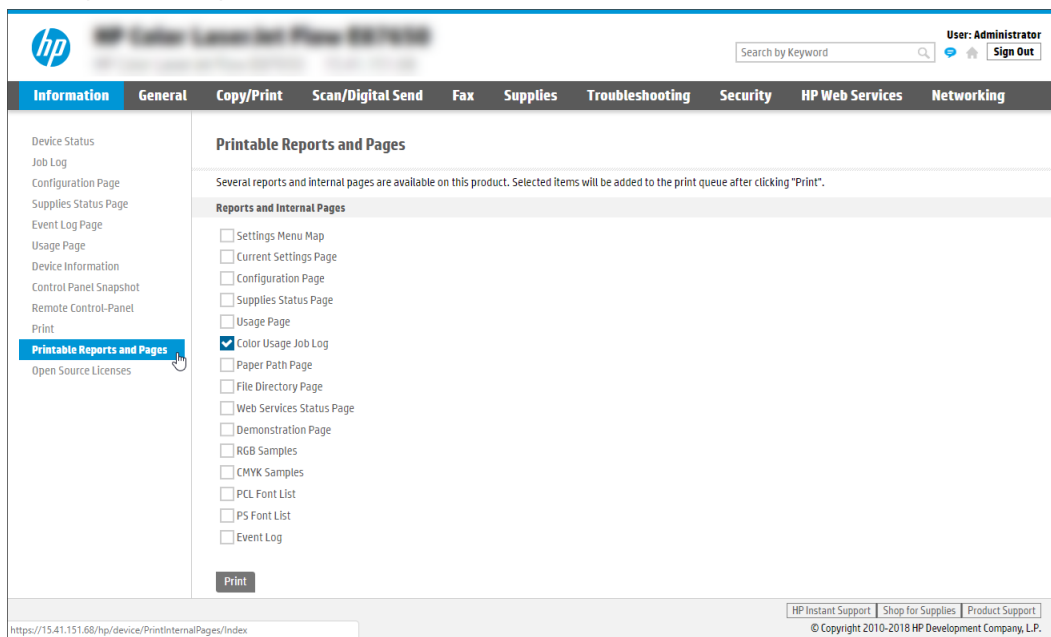 hp
User: Administrator
Search by Keyword
Sign Out
Information General Copy/Print Scan/Digital Send Fax Supplies Troubleshooting Security HP Web Services Networking
Device Status
Job Log
Configuration Page
Supplies Status Page
Event Log Page
Usage Page
Device Information
Control Panel Snapshot
Remote Control-Panel
Print
Printable Reports and Pages
Open Source Licenses
Printable Reports and Pages
Several reports and internal pages are available on this product. Selected items will be added to the print queue after clicking "Print".
Reports and Internal Pages
Settings Menu Map
Current Settings Page
Configuration Page
Supplies Status Page
Usage Page
Color Usage Job Log
Paper Path Page
File Directory Page
Web Services Status Page
Demonstration Page
RGB Samples
CMYK Samples
PCL Font List
PS Font List
Event Log
Print
HP Instant Support Shop for Supplies Product Support
https://15.41.151.68/hp/device/PrintInternalPages/Index
© Copyright 2010-2018 HP Development Company, L.P.